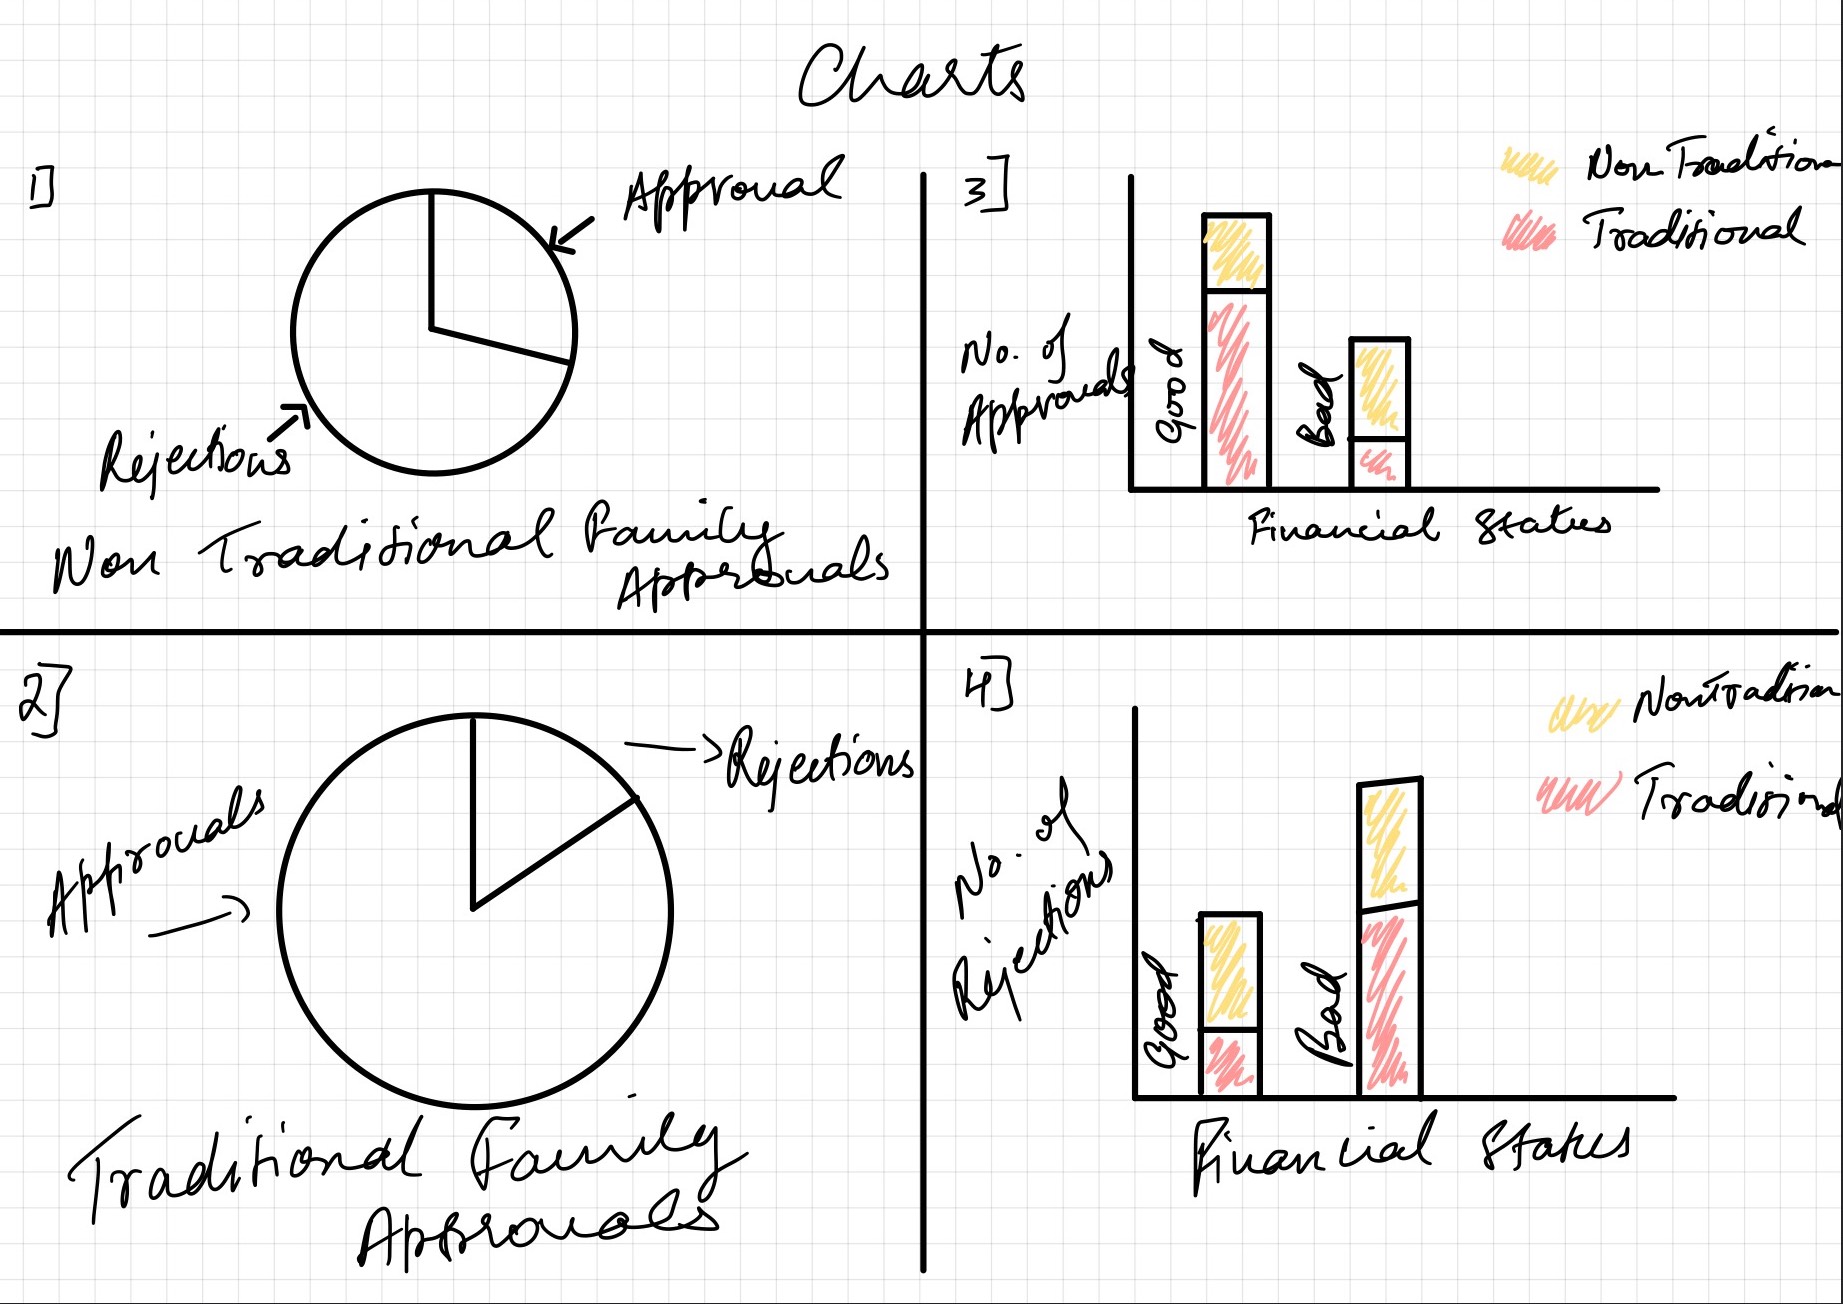 Charts
1]
Approval
Rejections
Non Traditional Family
Approvals
2]
Rejections
Approvals
Traditional Family
Approvals
3]
Non Tradition
Traditional
No. of
Approvals
Good
Bad
Financial Status
4]
NonTradition
Traditional
No. of
Rejections
Good
Bad
Financial Status